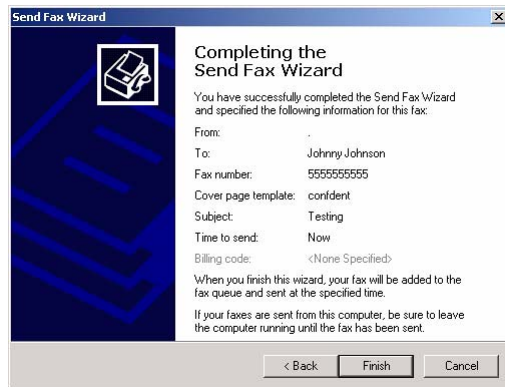 Send Fax Wizard
Completing the
Send Fax Wizard
You have successfully completed the Send Fax Wizard
and specified the following information for this fax:
From: .
To: Johnny Johnson
Fax number: 5555555555
Cover page template: confdent
Subject: Testing
Time to send: Now
Billing code: <None Specified>
When you finish this wizard, your fax will be added to the
fax queue and sent at the specified time.
If your faxes are sent from this computer, be sure to leave
the computer running until the fax has been sent.
< Back Finish Cancel